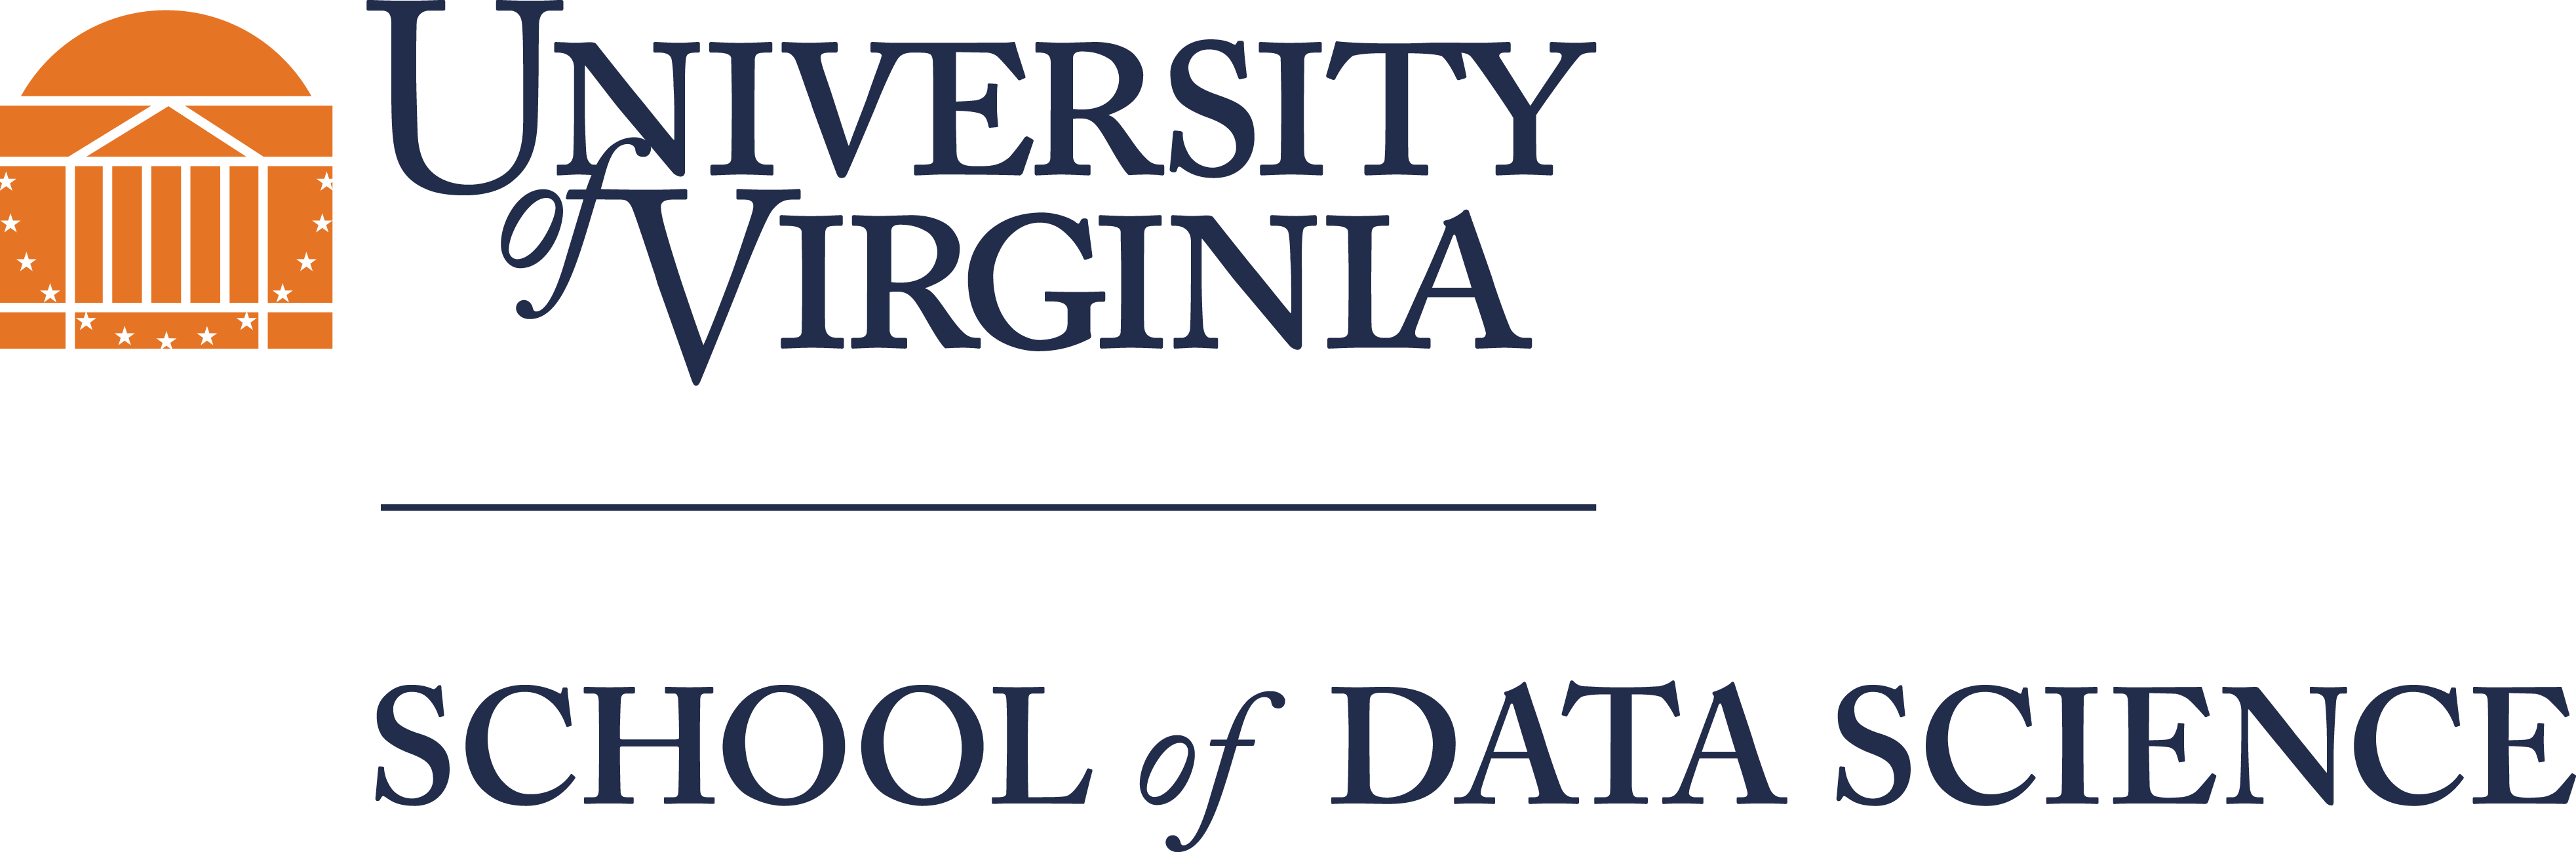 UNIVERSITY
of VIRGINIA
SCHOOL of DATA SCIENCE